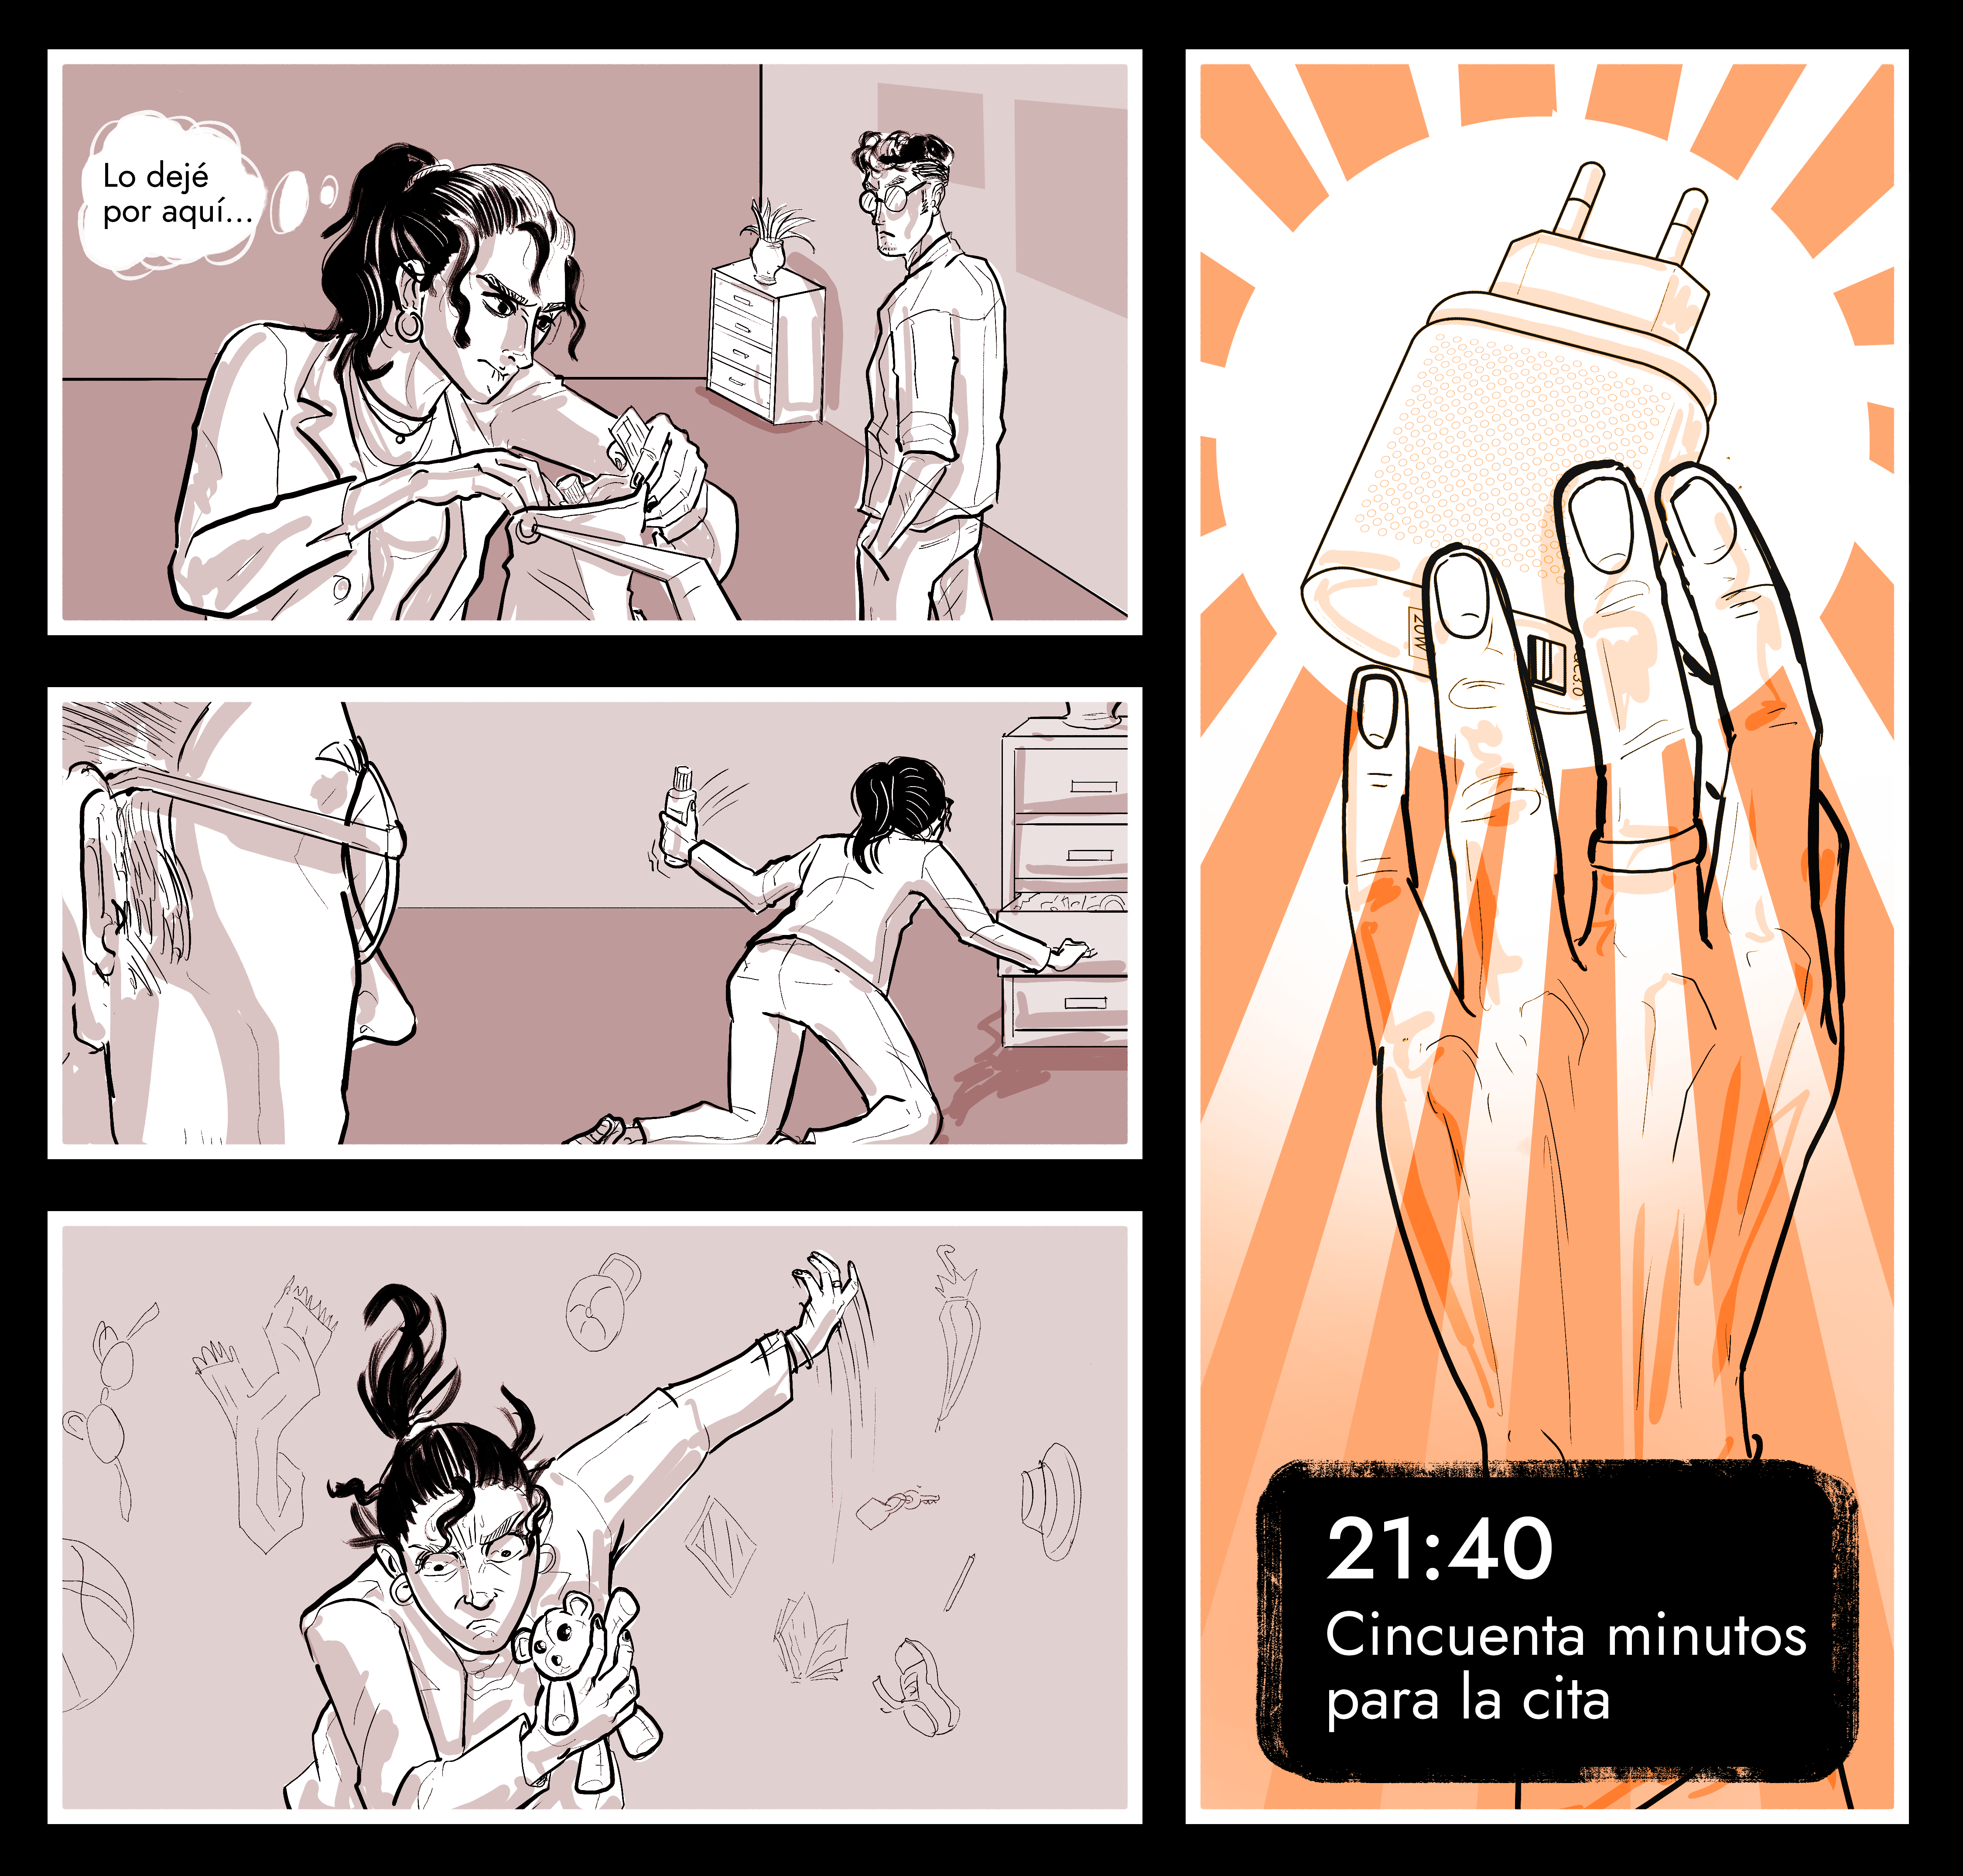 Lo dejé
por aquí...
20W
21:40
Cincuenta minutos
para la cita